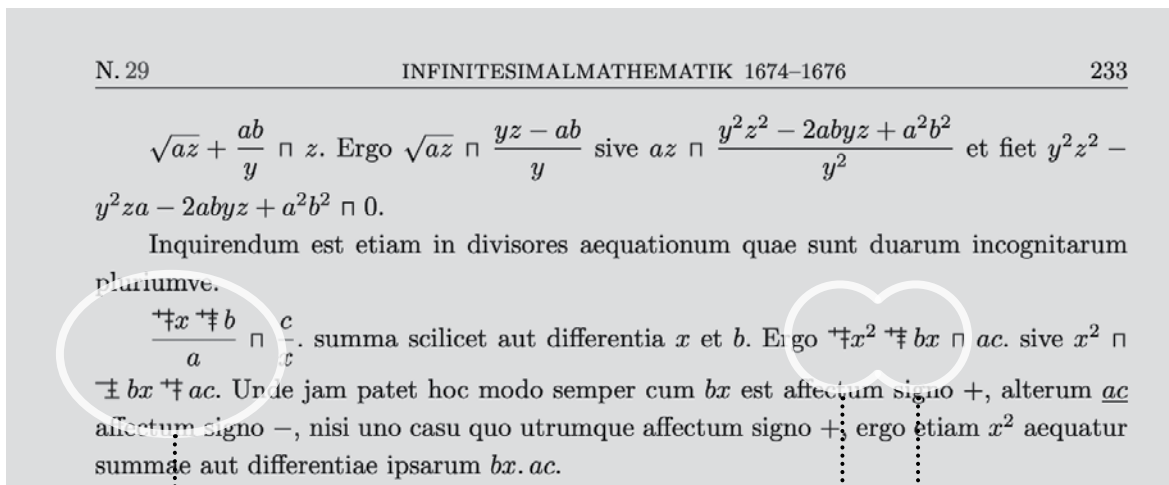 N. 29 INFINITESIMALMATHEMATIK 1674–1676 233
√az + ab/y ⊓ z. Ergo √az ⊓ (yz − ab)/y sive az ⊓ (y²z² − 2abyz + a²b²)/y² et fiet y²z² −
y²za − 2abyz + a²b² ⊓ 0.
Inquirendum est etiam in divisores aequationum quae sunt duarum incognitarum
pluriumve.
(⁺‡x ⁺‡ b)/a ⊓ c/x. summa scilicet aut differentia x et b. Ergo ⁺‡x² ⁺‡ bx ⊓ ac. sive x² ⊓
‡ bx ⁺‡ ac. Unde jam patet hoc modo semper cum bx est affectum signo +, alterum ac
affectum signo −, nisi uno casu quo utrumque affectum signo +, ergo etiam x² aequatur
summae aut differentiae ipsarum bx. ac.